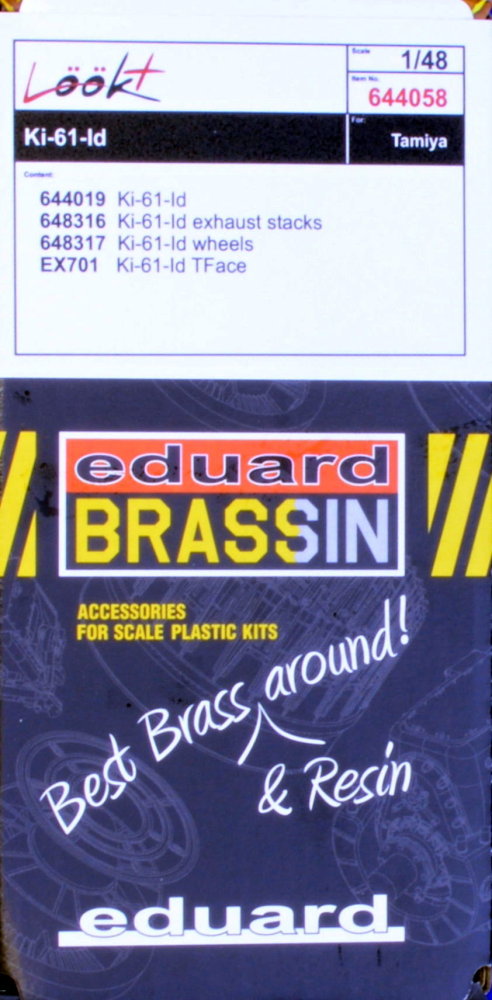 Löök+
Scale
1/48
Item No.
644058
Ki-61-Id
For:
Tamiya
Content:
644019 Ki-61-Id
648316 Ki-61-Id exhaust stacks
648317 Ki-61-Id wheels
EX701 Ki-61-Id TFace
eduard
BRASSIN
ACCESSORIES
FOR SCALE PLASTIC KITS
Best Brass around!
& Resin
eduard